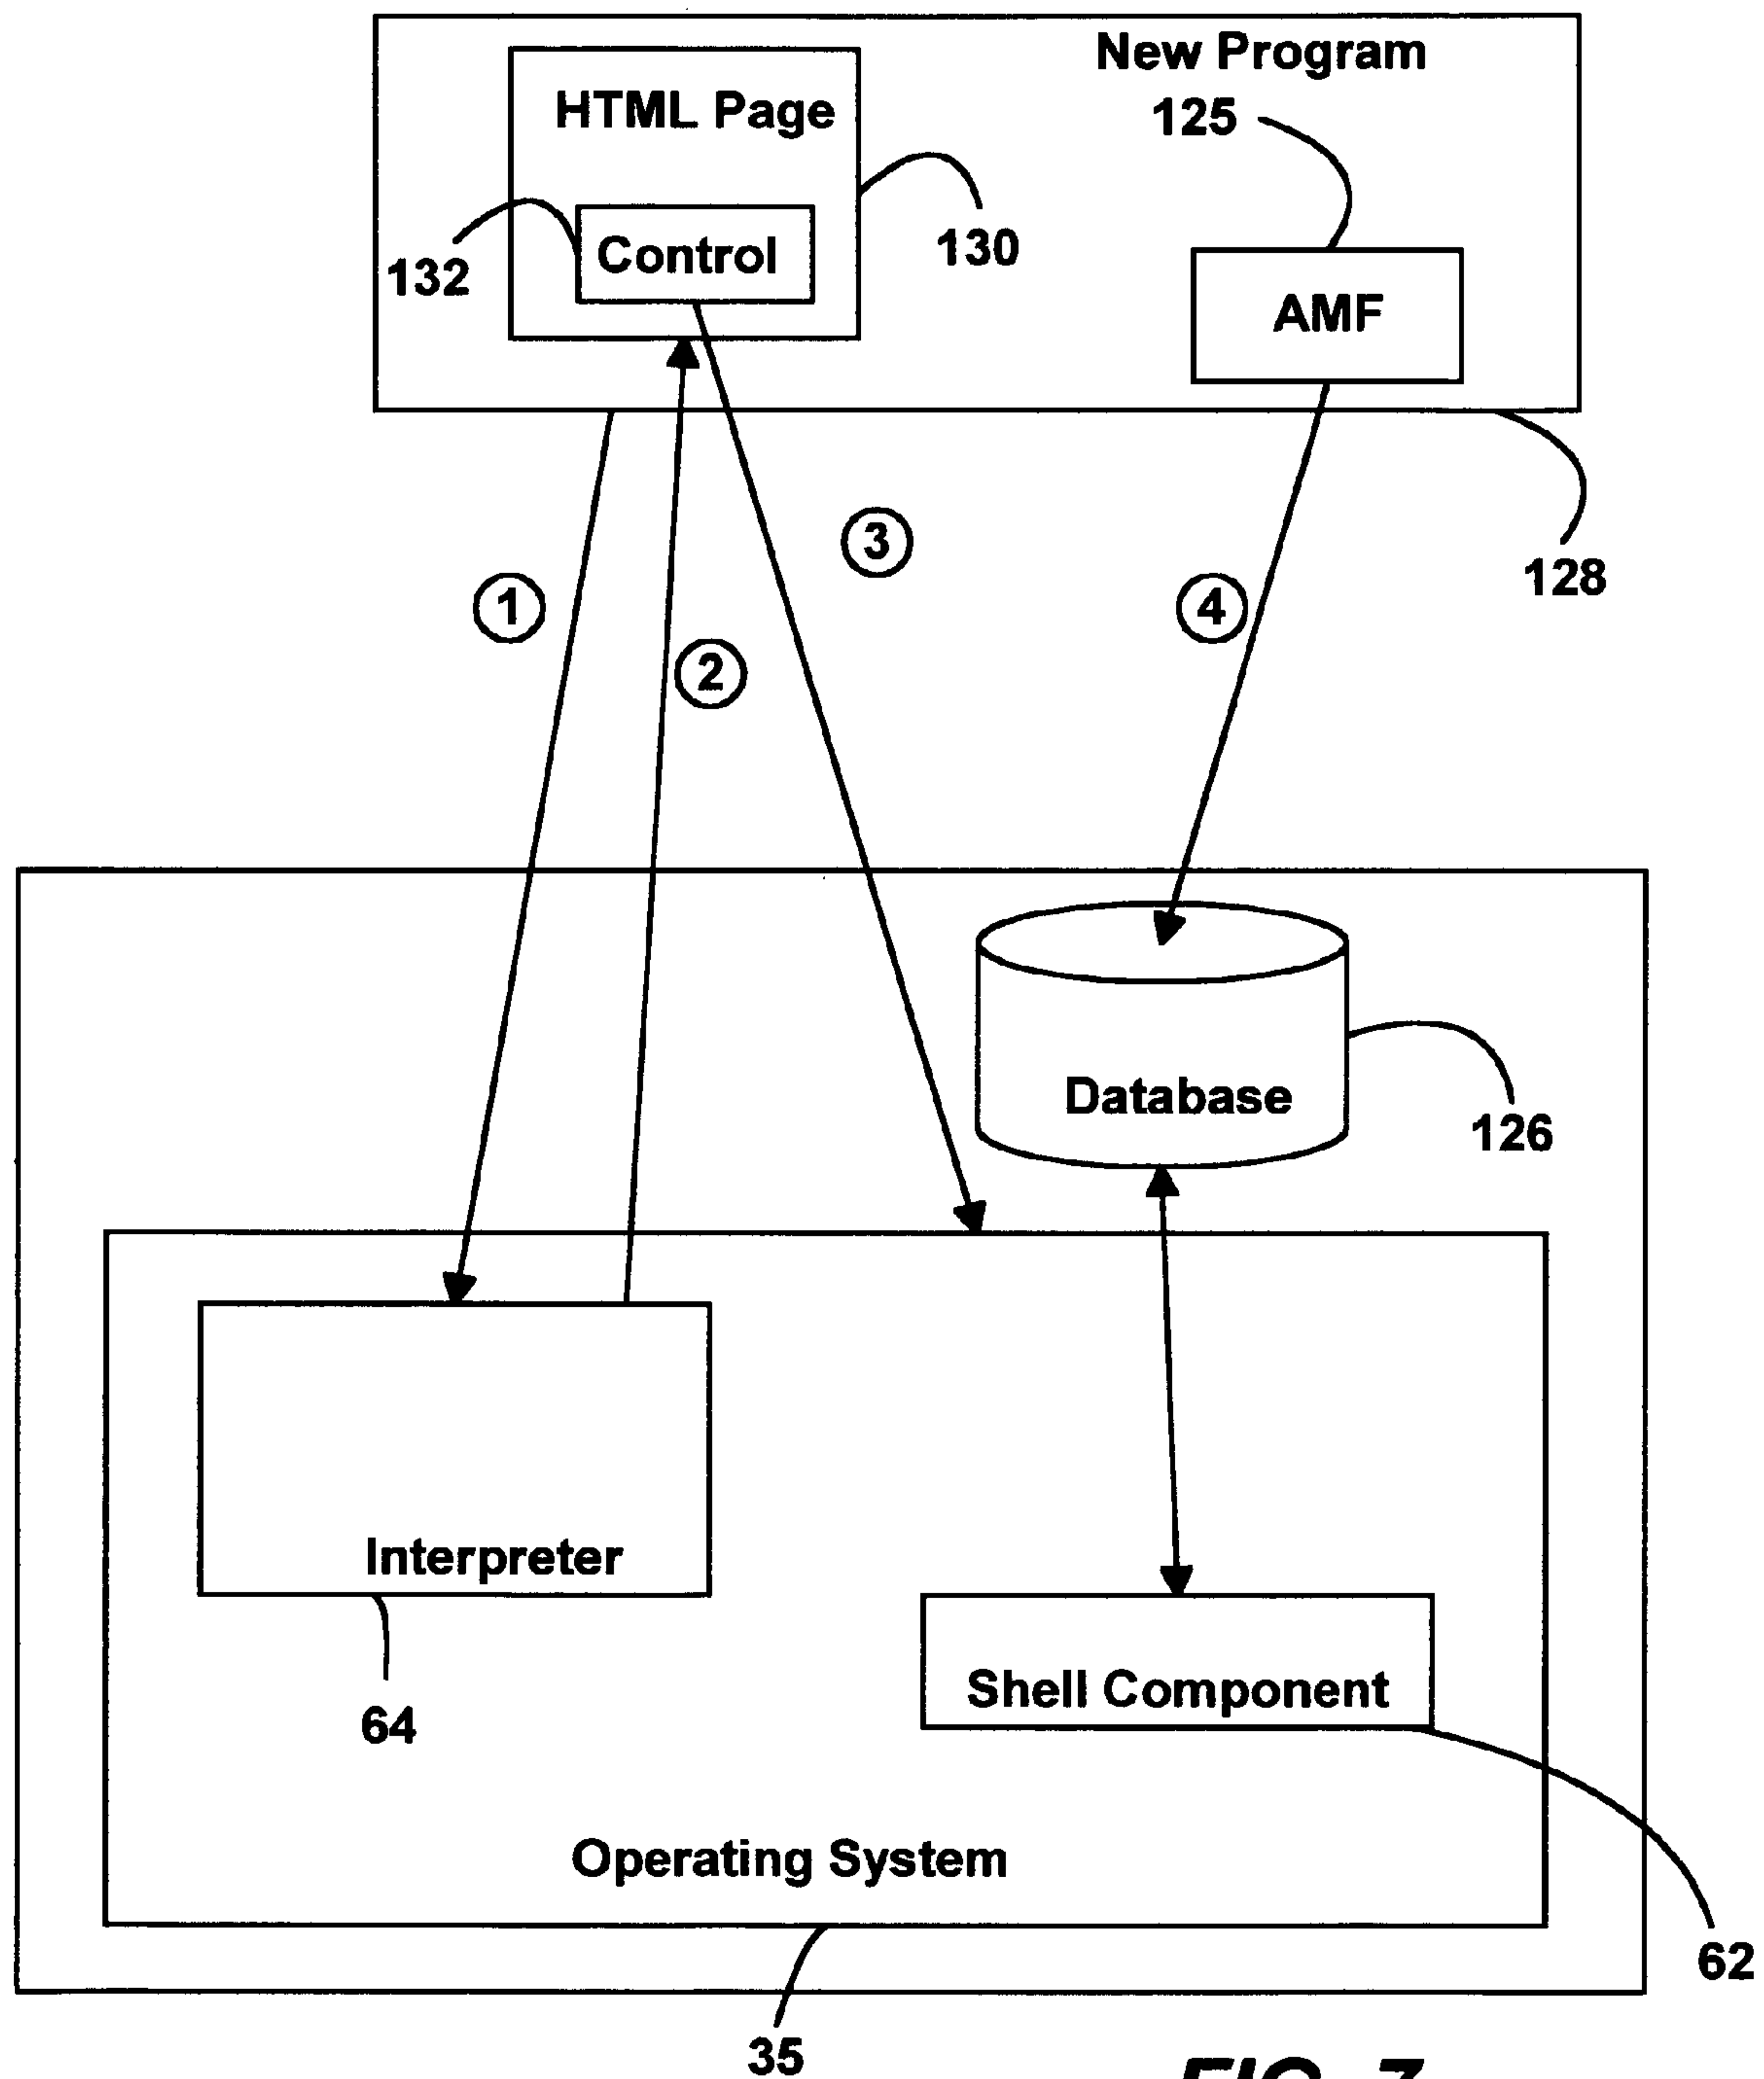 New Program
HTML Page
125
130
132
Control
AMF
3
128
1
4
2
Database
126
Interpreter
Shell Component
64
Operating System
62
35